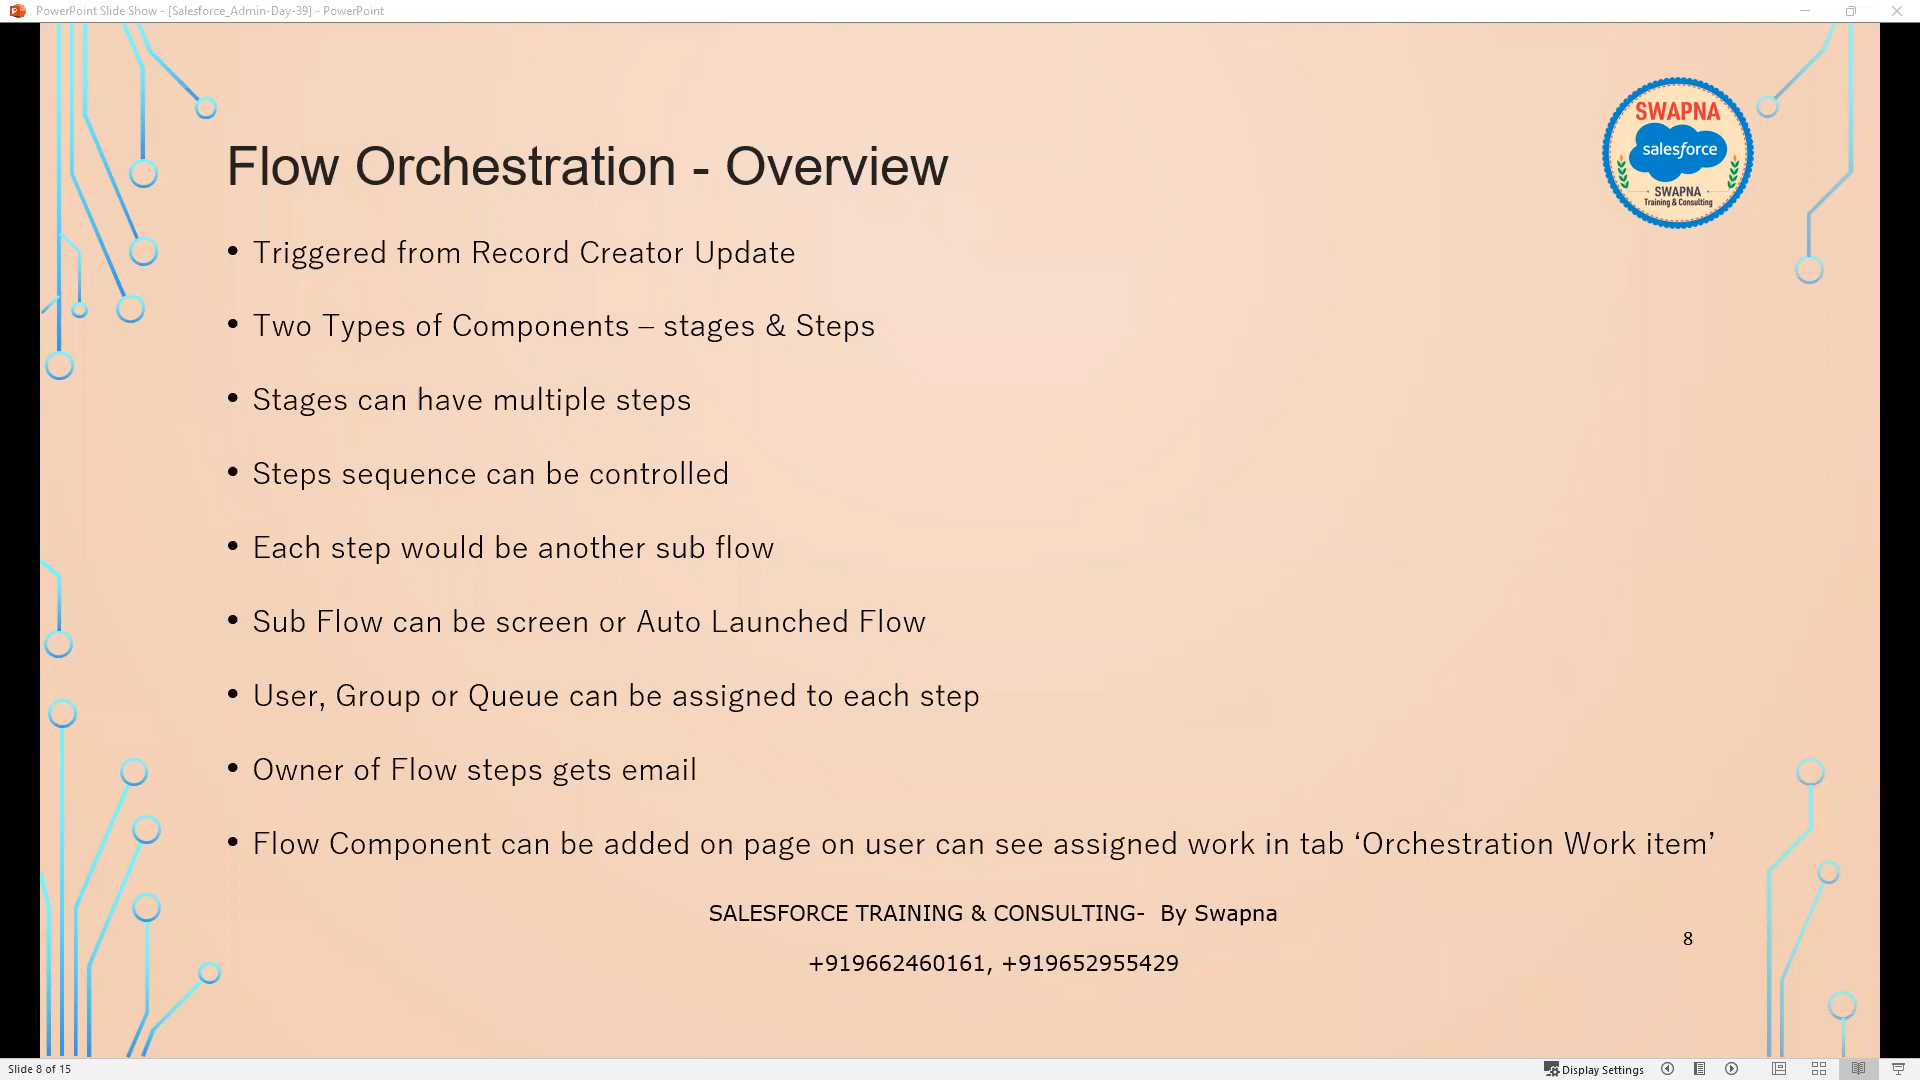 PowerPoint Slide Show - [Salesforce_Admin-Day-39] - PowerPoint
SWAPNA
salesforce
SWAPNA
Training & Consulting
Flow Orchestration - Overview
• Triggered from Record Creator Update
• Two Types of Components – stages & Steps
• Stages can have multiple steps
• Steps sequence can be controlled
• Each step would be another sub flow
• Sub Flow can be screen or Auto Launched Flow
• User, Group or Queue can be assigned to each step
• Owner of Flow steps gets email
• Flow Component can be added on page on user can see assigned work in tab ‘Orchestration Work item’
SALESFORCE TRAINING & CONSULTING-  By Swapna
8
+919662460161, +919652955429
Slide 8 of 15
Display Settings